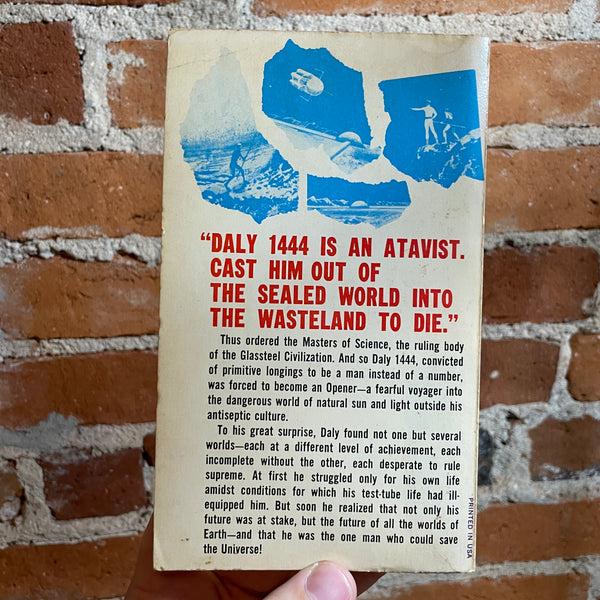 "DALY 1444 IS AN ATAVIST.
CAST HIM OUT OF
THE SEALED WORLD INTO
THE WASTELAND TO DIE."
Thus ordered the Masters of Science, the ruling body
of the Glassteel Civilization. And so Daly 1444, convicted
of primitive longings to be a man instead of a number,
was forced to become an Opener—a fearful voyager into
the dangerous world of natural sun and light outside his
antiseptic culture.
To his great surprise, Daly found not one but several
worlds—each at a different level of achievement, each
incomplete without the other, each desperate to rule
supreme. At first he struggled only for his own life
amidst conditions for which his test-tube life had ill-
equipped him. But soon he realized that not only his
future was at stake, but the future of all the worlds of
Earth—and that he was the one man who could save
the Universe!
PRINTED IN USA